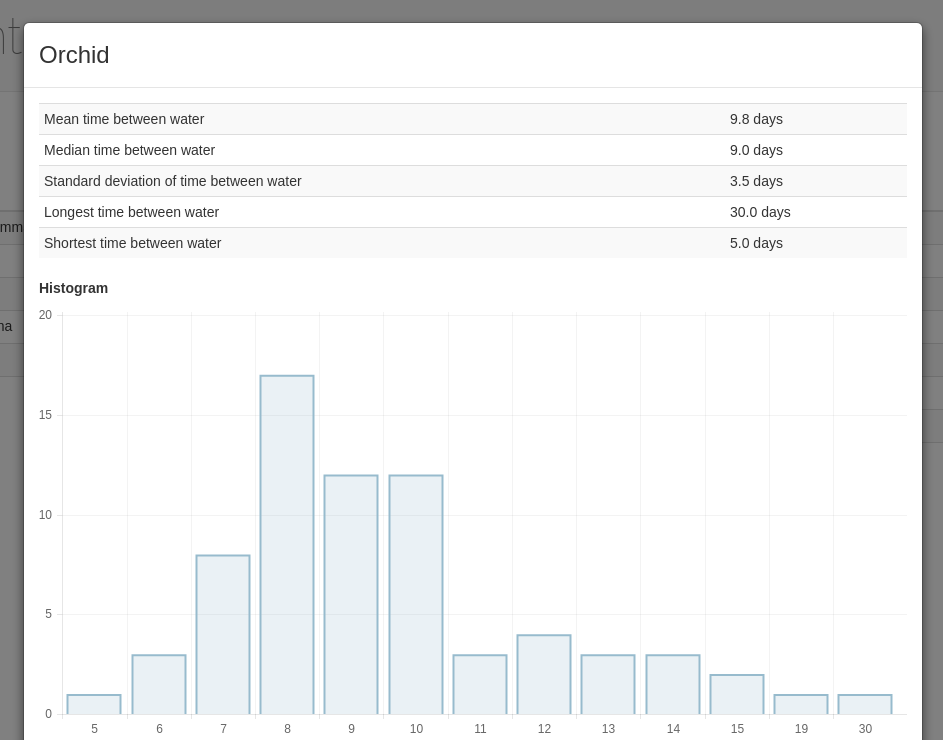 nt
Orchid
Mean time between water 9.8 days
Median time between water 9.0 days
Standard deviation of time between water 3.5 days
Longest time between water 30.0 days
Shortest time between water 5.0 days
mm
na
Histogram
20
15
10
5
0
5 6 7 8 9 10 11 12 13 14 15 19 30